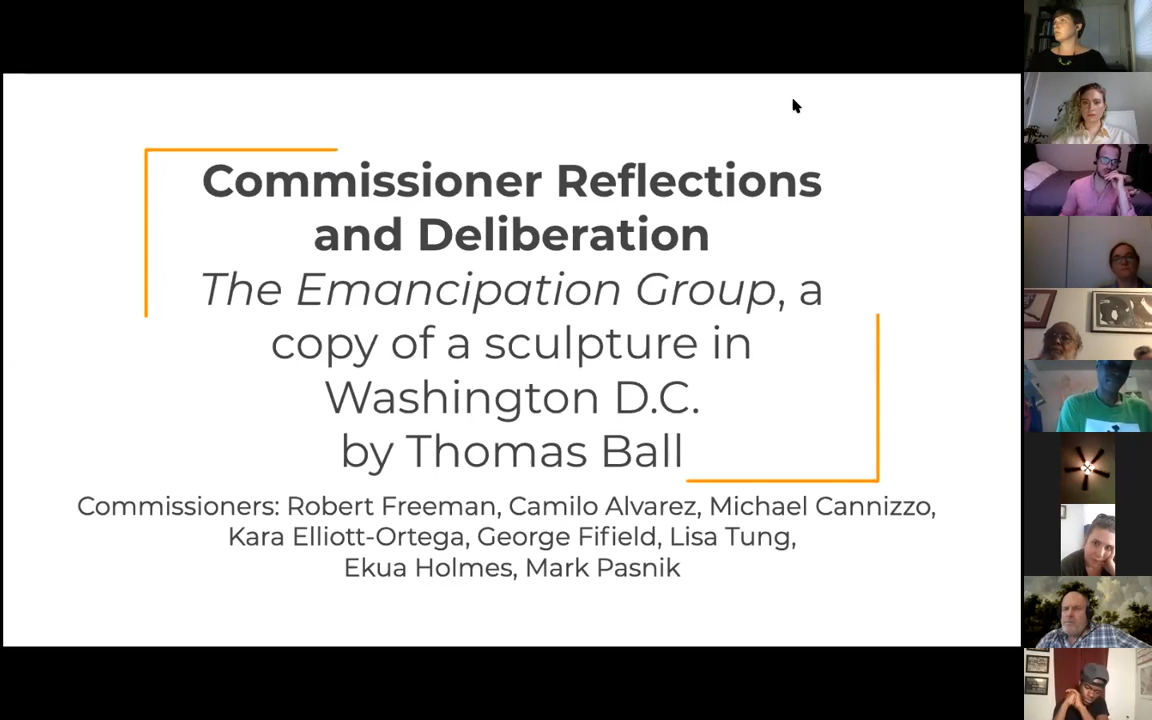 Commissioner Reflections
and Deliberation
The Emancipation Group, a
copy of a sculpture in
Washington D.C.
by Thomas Ball
Commissioners: Robert Freeman, Camilo Alvarez, Michael Cannizzo,
Kara Elliott-Ortega, George Fifield, Lisa Tung,
Ekua Holmes, Mark Pasnik